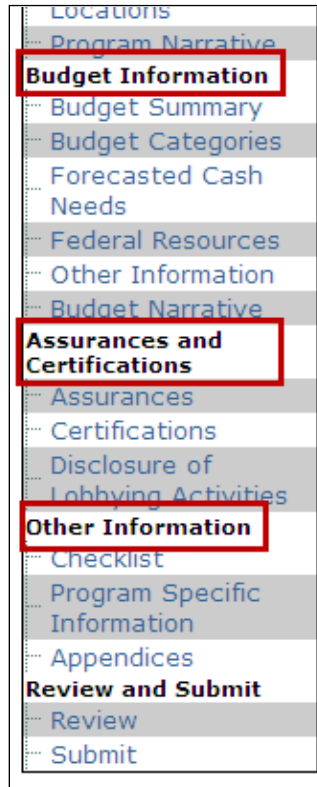 Locations
Program Narrative
Budget Information
Budget Summary
Budget Categories
Forecasted Cash
Needs
Federal Resources
Other Information
Budget Narrative
Assurances and
Certifications
Assurances
Certifications
Disclosure of
Lobbying Activities
Other Information
Checklist
Program Specific
Information
Appendices
Review and Submit
Review
Submit